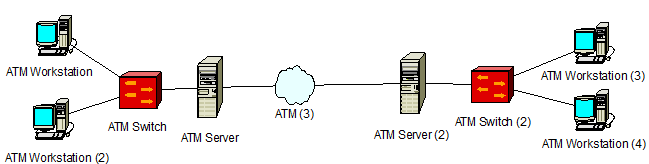 ATM Workstation
ATM Workstation (2)
ATM Switch
ATM Server
ATM (3)
ATM Server (2)
ATM Switch (2)
ATM Workstation (3)
ATM Workstation (4)